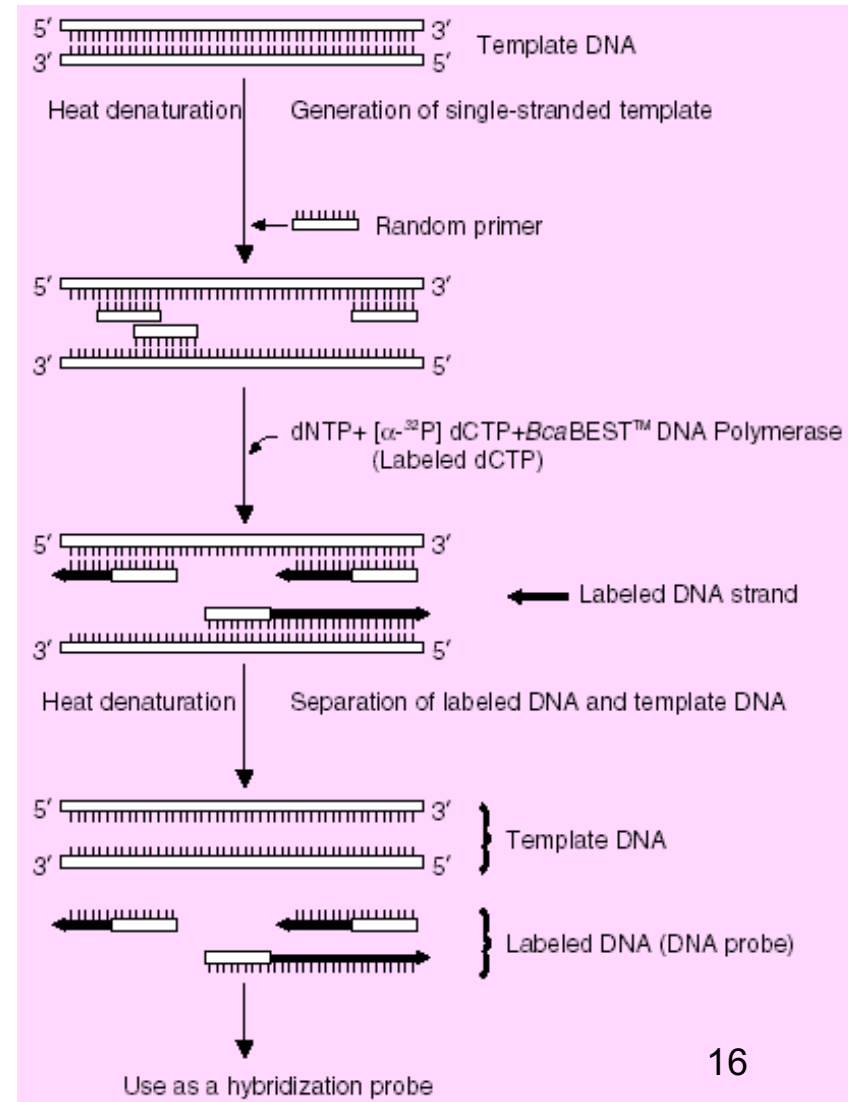 5′ 3′
Template DNA
3′ 5′
Heat denaturation Generation of single-stranded template
Random primer
5′ 3′
3′ 5′
dNTP+ [α-³²P] dCTP+BcaBEST™ DNA Polymerase
(Labeled dCTP)
5′ 3′
Labeled DNA strand
3′ 5′
Heat denaturation Separation of labeled DNA and template DNA
5′ 3′
Template DNA
3′ 5′
Labeled DNA (DNA probe)
16
Use as a hybridization probe